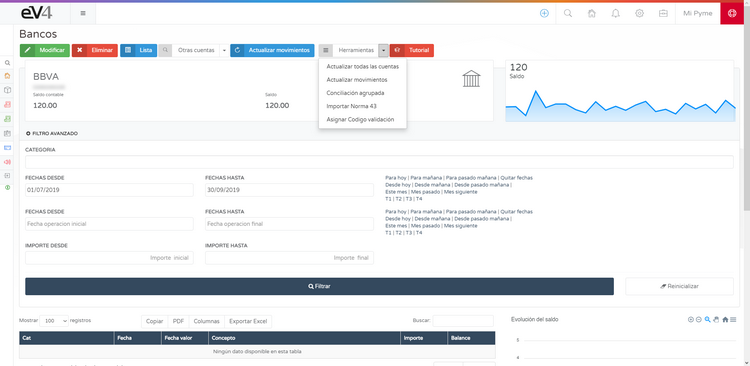 eV4
Mi Pyme
Bancos
Modificar
Eliminar
Lista
Otras cuentas
Actualizar movimientos
Herramientas
Tutorial
Actualizar todas las cuentas
Actualizar movimientos
Conciliación agrupada
Importar Norma 43
Asignar Codigo validacion
BBVA
Saldo contable
120.00
Saldo
120.00
120
Saldo
FILTRO AVANZADO
CATEGORIA
FECHAS DESDE
01/07/2019
FECHAS HASTA
30/09/2019
Para hoy | Para mañana | Para pasado mañana | Quitar fechas
Desde hoy | Desde mañana | Desde pasado mañana |
Este mes | Mes pasado | Mes siguiente
T1 | T2 | T3 | T4
FECHAS DESDE
Fecha operacion inicial
FECHAS HASTA
Fecha operacion final
Para hoy | Para mañana | Para pasado mañana | Quitar fechas
Desde hoy | Desde mañana | Desde pasado mañana |
Este mes | Mes pasado | Mes siguiente
T1 | T2 | T3 | T4
IMPORTE DESDE
Importe inicial
IMPORTE HASTA
Importe final
Filtrar
Reinicializar
Mostrar 100 registros
Copiar PDF Columnas Exportar Excel
Buscar:
Cat Fecha Fecha valor Concepto Importe Balance
Ningún dato disponible en esta tabla
Evolución del saldo
5
4